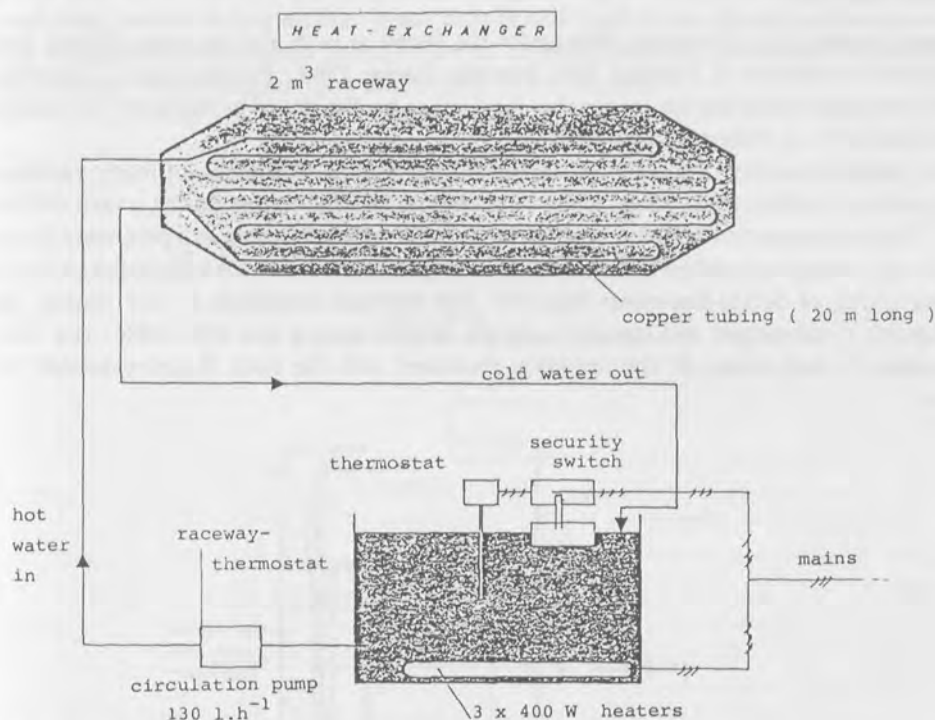 HEAT-EXCHANGER
2 m³ raceway
copper tubing ( 20 m long )
cold water out
security
switch
thermostat
hot
water
in
raceway-
thermostat
mains
circulation pump
130 l.h⁻¹
3 x 400 W heaters